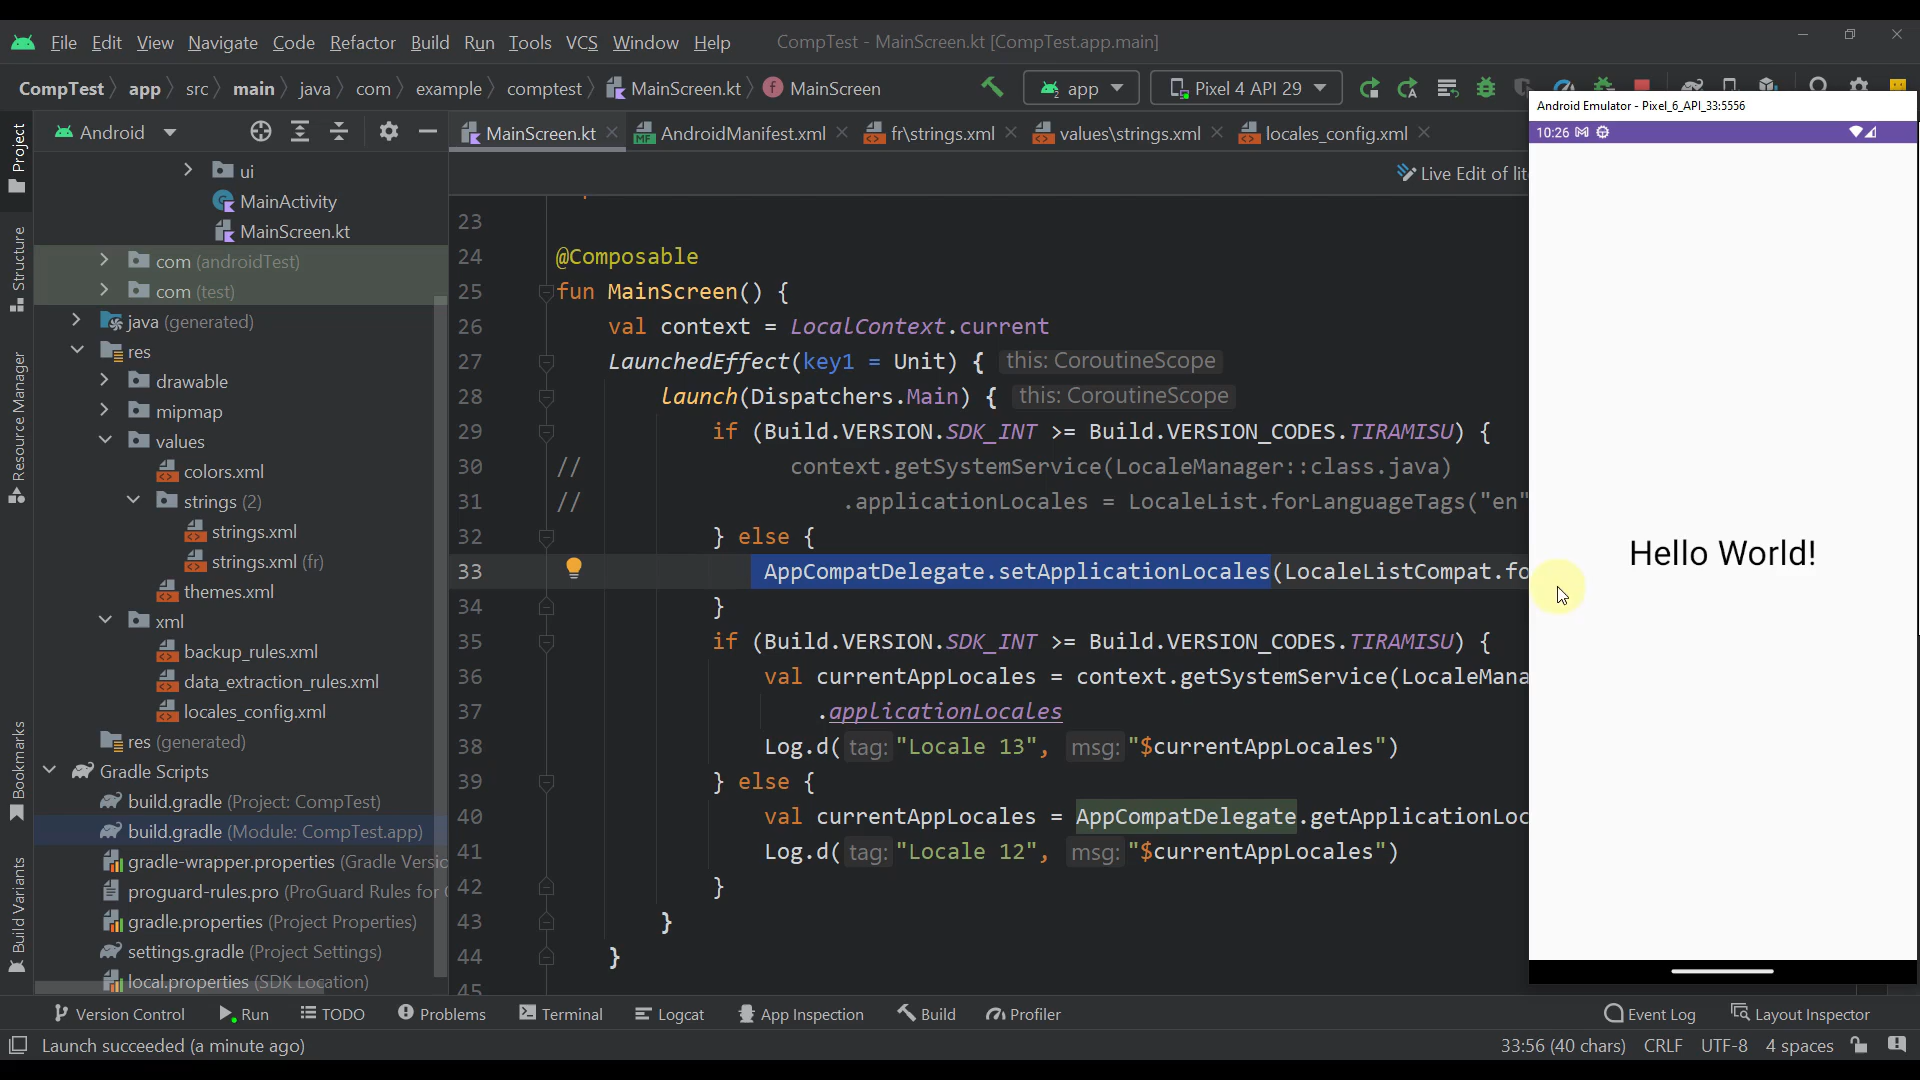 File Edit View Navigate Code Refactor Build Run Tools VCS Window Help CompTest - MainScreen.kt [CompTest.app.main]
CompTest app src main java com example comptest MainScreen.kt MainScreen app Pixel 4 API 29
Android Emulator - Pixel_6_API_33:5556
Android
MainScreen.kt AndroidManifest.xml fr\strings.xml values\strings.xml locales_config.xml
10:26
Live Edit of lit
Project
Structure
Resource Manager
Bookmarks
Build Variants
ui
MainActivity
MainScreen.kt
com (androidTest)
com (test)
java (generated)
res
drawable
mipmap
values
colors.xml
strings (2)
strings.xml
strings.xml (fr)
themes.xml
xml
backup_rules.xml
data_extraction_rules.xml
locales_config.xml
res (generated)
Gradle Scripts
build.gradle (Project: CompTest)
build.gradle (Module: CompTest.app)
gradle-wrapper.properties (Gradle Versio
proguard-rules.pro (ProGuard Rules for
gradle.properties (Project Properties)
settings.gradle (Project Settings)
local.properties (SDK Location)
23
24 @Composable
25 fun MainScreen() {
26 val context = LocalContext.current
27 LaunchedEffect(key1 = Unit) { this: CoroutineScope
28 launch(Dispatchers.Main) { this: CoroutineScope
29 if (Build.VERSION.SDK_INT >= Build.VERSION_CODES.TIRAMISU) {
30 // context.getSystemService(LocaleManager::class.java)
31 // .applicationLocales = LocaleList.forLanguageTags("en"
32 } else {
33 AppCompatDelegate.setApplicationLocales(LocaleListCompat.fo
34 }
35 if (Build.VERSION.SDK_INT >= Build.VERSION_CODES.TIRAMISU) {
36 val currentAppLocales = context.getSystemService(LocaleMana
37 .applicationLocales
38 Log.d( tag: "Locale 13", msg: "$currentAppLocales")
39 } else {
40 val currentAppLocales = AppCompatDelegate.getApplicationLoc
41 Log.d( tag: "Locale 12", msg: "$currentAppLocales")
42 }
43 }
44 }
45
Hello World!
Version Control Run TODO Problems Terminal Logcat App Inspection Build Profiler Event Log Layout Inspector
Launch succeeded (a minute ago) 33:56 (40 chars) CRLF UTF-8 4 spaces